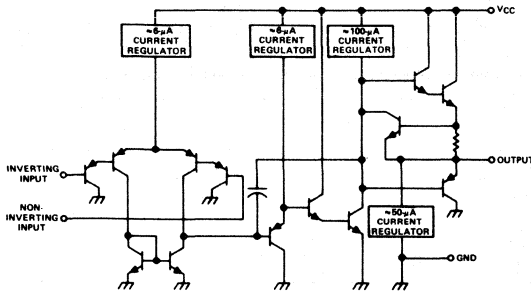 VCC
≈6-μA
CURRENT
REGULATOR
≈6-μA
CURRENT
REGULATOR
≈100-μA
CURRENT
REGULATOR
INVERTING
INPUT
NON-
INVERTING
INPUT
OUTPUT
≈50-μA
CURRENT
REGULATOR
GND